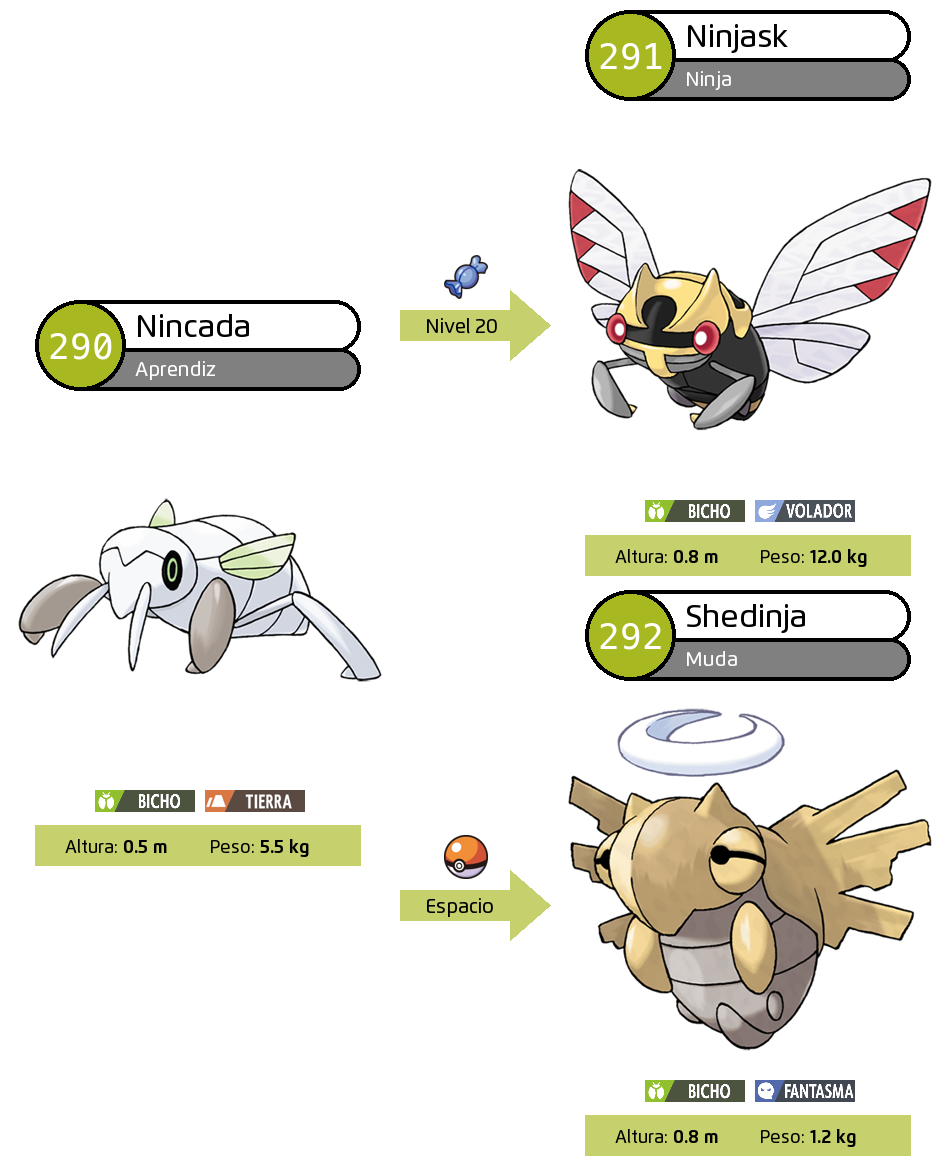 291
Ninjask
Ninja
Nivel 20
290
Nincada
Aprendiz
BICHO VOLADOR
Altura: 0.8 m Peso: 12.0 kg
292
Shedinja
Muda
BICHO TIERRA
Altura: 0.5 m Peso: 5.5 kg
Espacio
BICHO FANTASMA
Altura: 0.8 m Peso: 1.2 kg